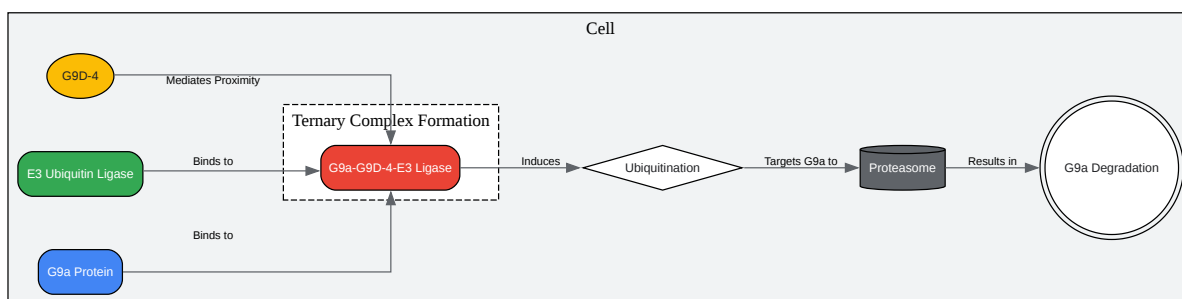 Cell
G9D-4
Mediates Proximity
Ternary Complex Formation
E3 Ubiquitin Ligase
Binds to
G9a-G9D-4-E3 Ligase
Induces
Ubiquitination
Targets G9a to
Proteasome
Results in
G9a Degradation
Binds to
G9a Protein